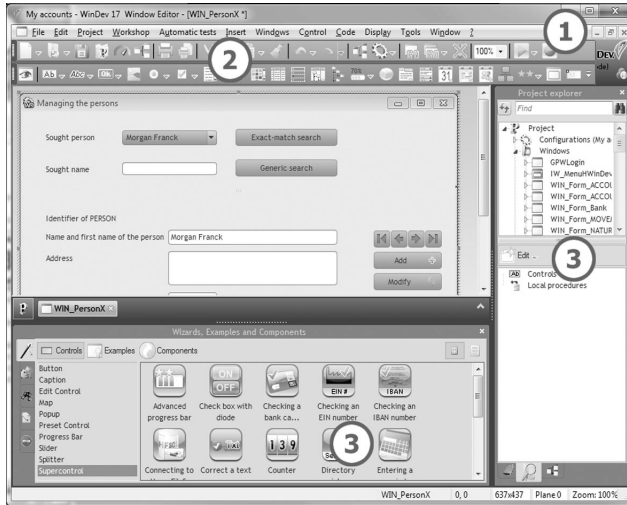 My accounts - WinDev 17 Window Editor - [WIN_PersonX *]
File Edit Project Workshop Automatic tests Insert Windows Control Code Display Tools Window ?
1
2
100%
DEV.
Managing the persons
Sought person Morgan Franck Exact-match search
Sought name Generic search
Identifier of PERSON
Name and first name of the person Morgan Franck
Address
Add
Modify
WIN_PersonX
Project explorer
Find
Project
Configurations (My a
Windows
GPWLogin
IW_MenuHWinDev
WIN_Form_ACCOU
WIN_Form_ACCOU
WIN_Form_Bank
WIN_Form_MOVEM
WIN_Form_NATUR
Edit ..
3
Controls
Local procedures
Wizards, Examples and Components
Controls Examples Components
Button
Caption
Edit Control
Map
Popup
Preset Control
Progress Bar
Slider
Splitter
Supercontrol
ON
OFF
EIN #
IBAN
Advanced progress bar
Check box with diode
Checking a bank ca...
Checking an EIN number
Checking an IBAN number
1 3 9
3
Connecting to
Correct a text
Counter
Directory
Entering a
WIN_PersonX 0, 0 637x437 Plane 0 Zoom: 100%